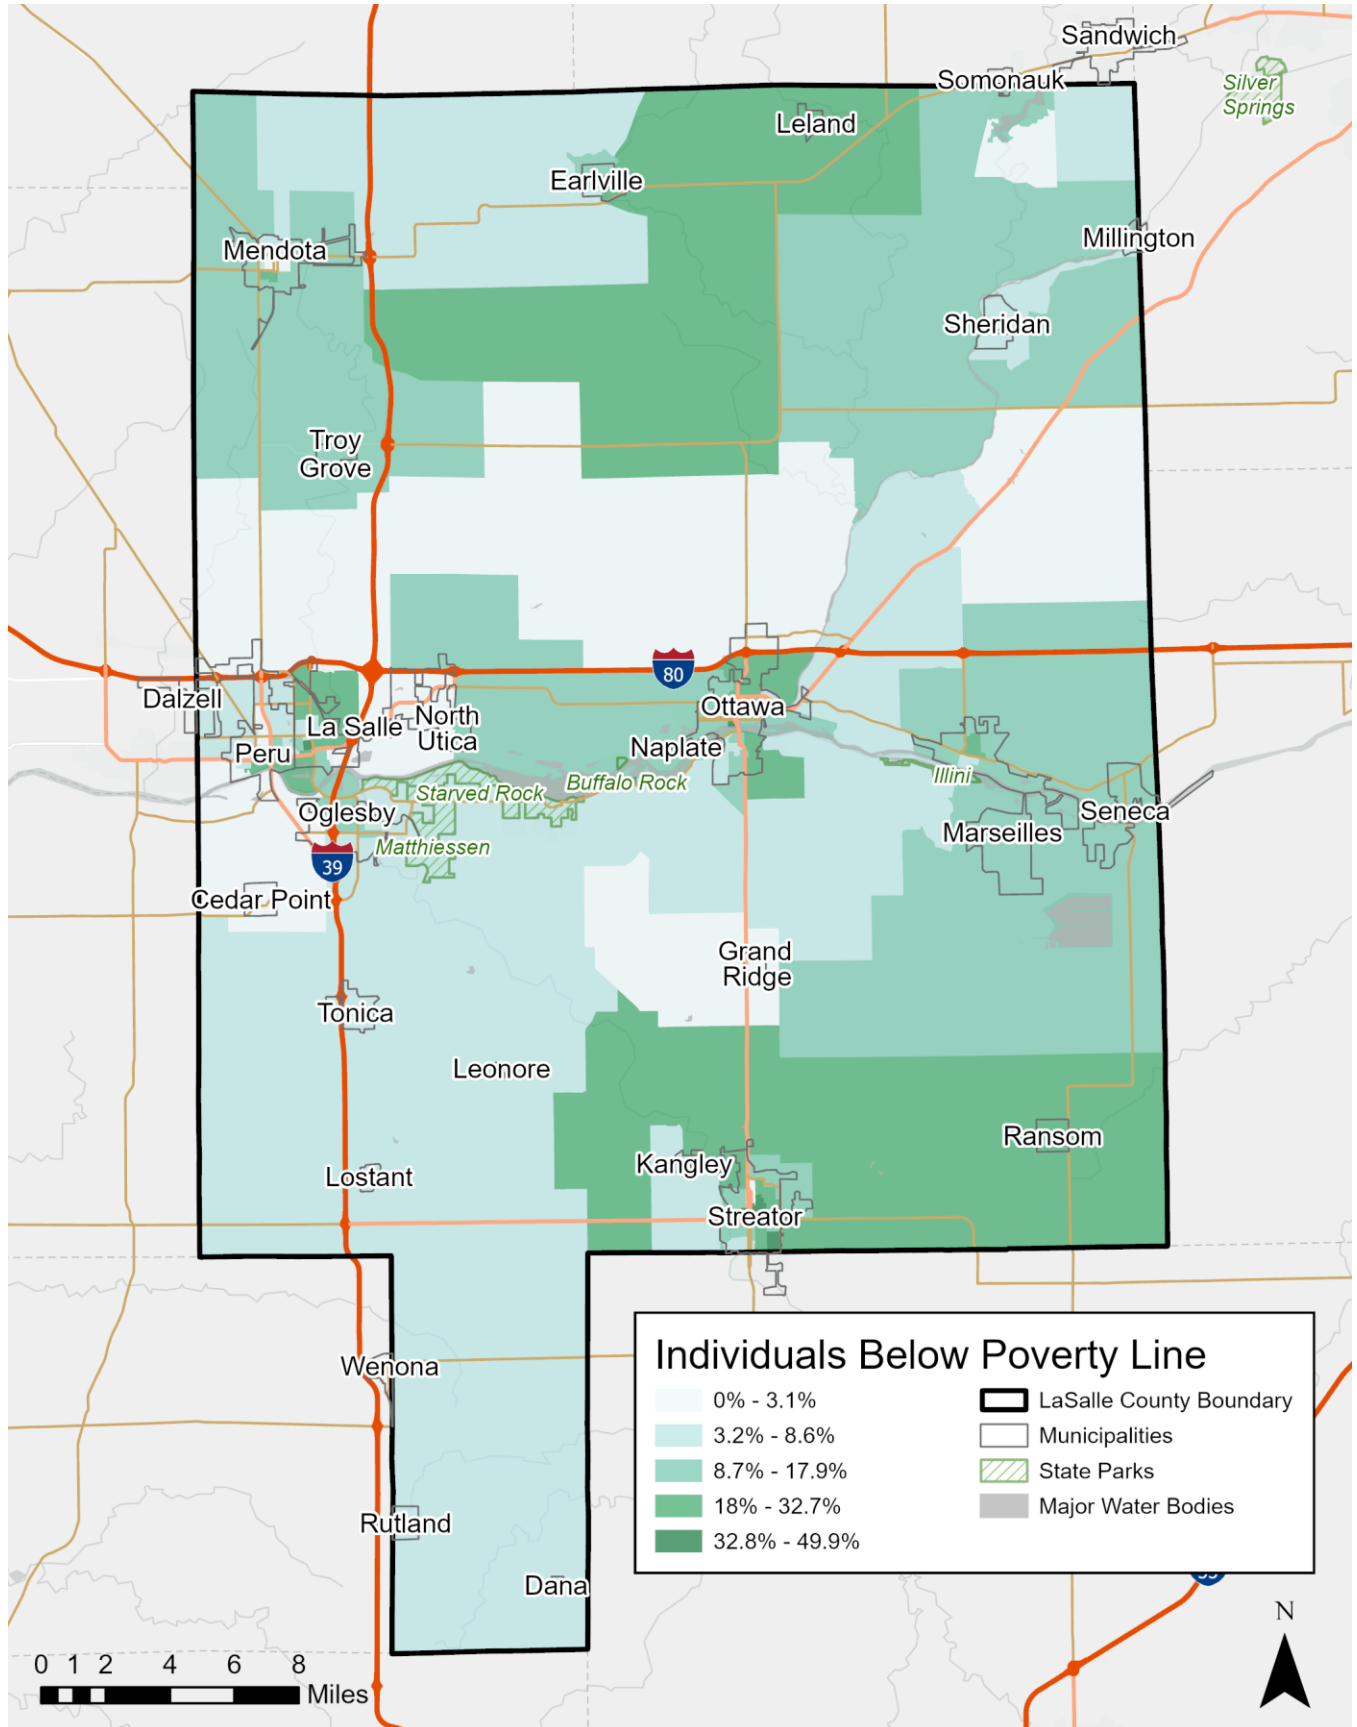 Sandwich
Somonauk
Silver
Springs
Leland
Earlville
Mendota
Millington
Sheridan
Troy
Grove
80
Dalzell
La Salle
North
Utica
Ottawa
Peru
Naplate
Starved Rock
Buffalo Rock
Illini
Oglesby
Marseilles
Seneca
Matthiessen
39
Cedar Point
Grand
Ridge
Tonica
Leonore
Ransom
Kangley
Lostant
Streator
Wenona
Rutland
Dana
Individuals Below Poverty Line
0% - 3.1%
3.2% - 8.6%
8.7% - 17.9%
18% - 32.7%
32.8% - 49.9%
LaSalle County Boundary
Municipalities
State Parks
Major Water Bodies
N
0 1 2 4 6 8
Miles